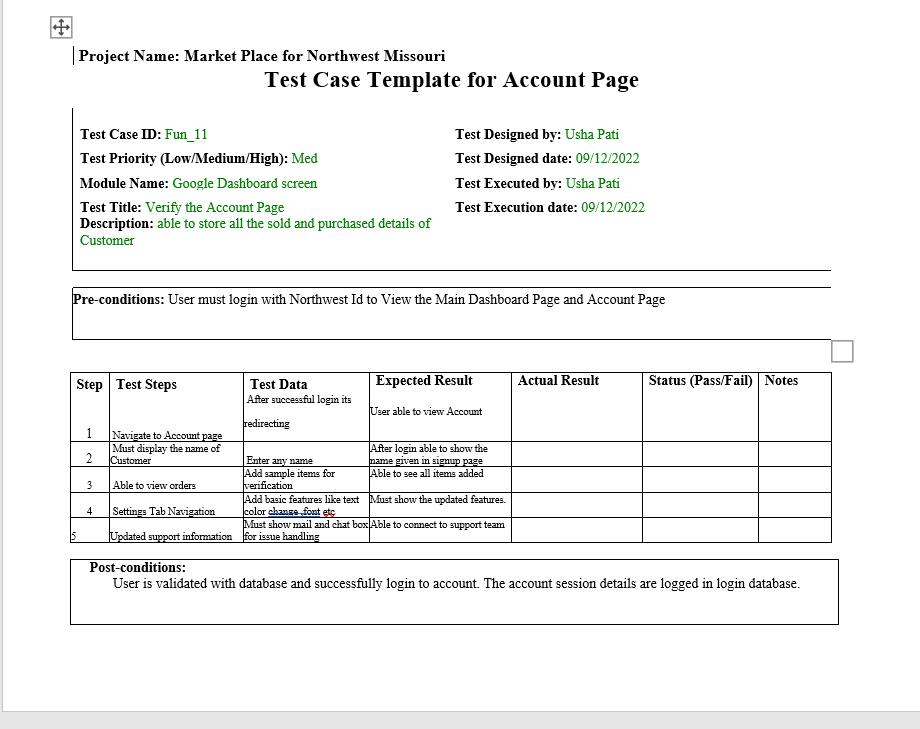 Project Name: Market Place for Northwest Missouri
Test Case Template for Account Page
Test Case ID: Fun_11
Test Designed by: Usha Pati
Test Priority (Low/Medium/High): Med
Test Designed date: 09/12/2022
Module Name: Google Dashboard screen
Test Executed by: Usha Pati
Test Title: Verify the Account Page
Test Execution date: 09/12/2022
Description: able to store all the sold and purchased details of
Customer
Pre-conditions: User must login with Northwest Id to View the Main Dashboard Page and Account Page
Step
Test Steps
Test Data
Expected Result
Actual Result
Status (Pass/Fail)
Notes
1
Navigate to Account page
After successful login its
redirecting
User able to view Account
2
Must display the name of
Customer
Enter any name
After login able to show the
name given in signup page
3
Able to view orders
Add sample items for
verification
Able to see all items added
4
Settings Tab Navigation
Add basic features like text
color change ,font etc
Must show the updated features.
5
Updated support information
Must show mail and chat box
for issue handling
Able to connect to support team
Post-conditions:
User is validated with database and successfully login to account. The account session details are logged in login database.